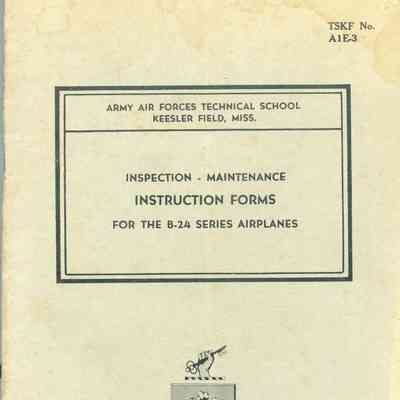 TSKF No.
A1E-3
ARMY AIR FORCES TECHNICAL SCHOOL
KEESLER FIELD, MISS.
INSPECTION - MAINTENANCE
INSTRUCTION FORMS
FOR THE B-24 SERIES AIRPLANES